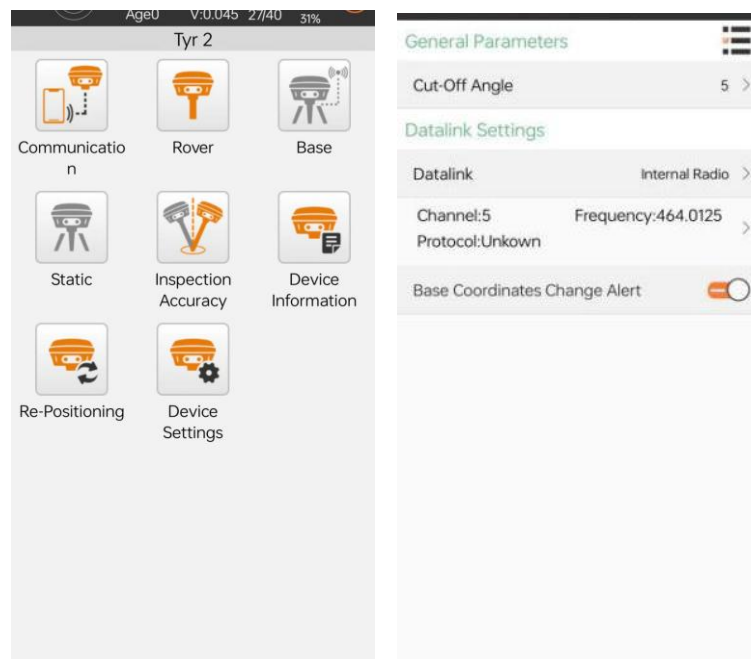 Age0 V:0.045 27/40 31%
Tyr 2
Communicatio
n
Rover
Base
Static
Inspection
Accuracy
Device
Information
Re-Positioning
Device
Settings
General Parameters
Cut-Off Angle 5
Datalink Settings
Datalink Internal Radio
Channel:5 Frequency:464.0125
Protocol:Unkown
Base Coordinates Change Alert